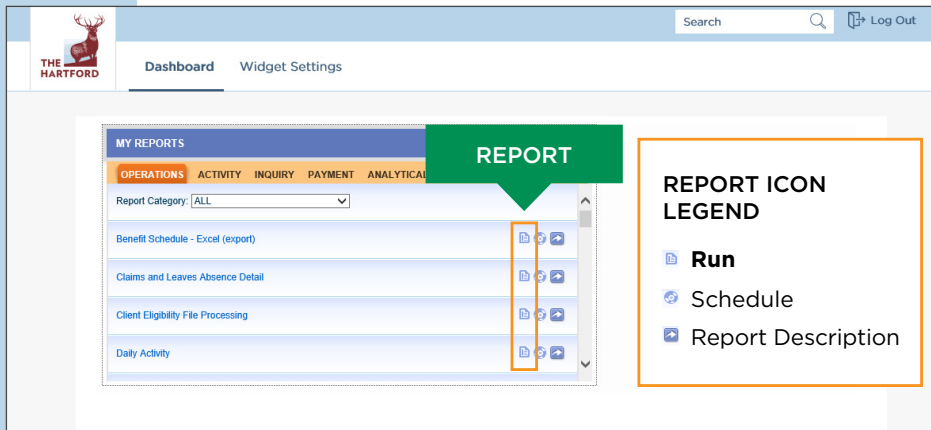 Search
Log Out
THE
HARTFORD
Dashboard Widget Settings
MY REPORTS
REPORT
OPERATIONS ACTIVITY INQUIRY PAYMENT ANALYTICAL
Report Category: ALL
Benefit Schedule - Excel (export)
Claims and Leaves Absence Detail
Client Eligibility File Processing
Daily Activity
REPORT ICON
LEGEND
Run
Schedule
Report Description